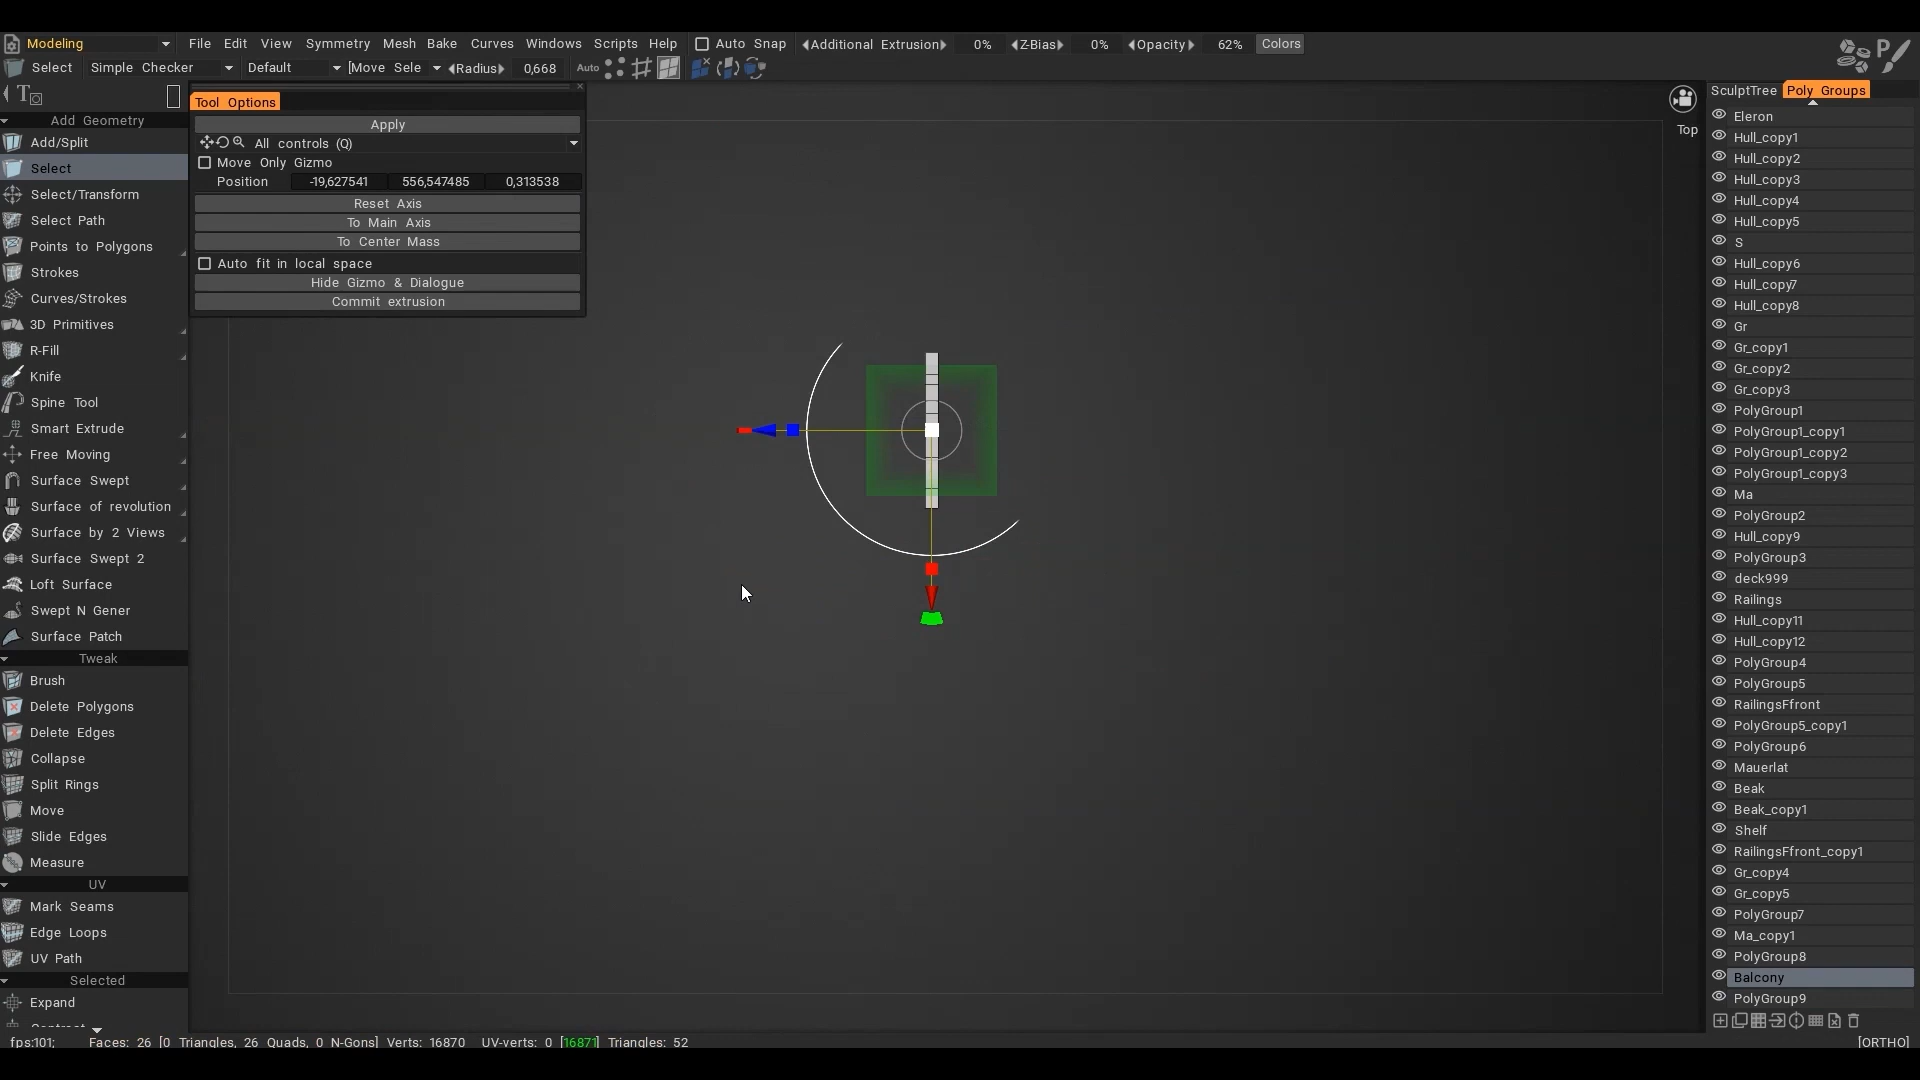 Modeling File Edit View Symmetry Mesh Bake Curves Windows Scripts Help Auto Snap Additional Extrusion 0% Z-Bias 0% Opacity 62% Colors
Select Simple Checker Default [Move Sele Radius 0,668 Auto
Add Geometry
Add/Split
Select
Select/Transform
Select Path
Points to Polygons
Strokes
Curves/Strokes
3D Primitives
R-Fill
Knife
Spine Tool
Smart Extrude
Free Moving
Surface Swept
Surface of revolution
Surface by 2 Views
Surface Swept 2
Loft Surface
Swept N Gener
Surface Patch
Tweak
Brush
Delete Polygons
Delete Edges
Collapse
Split Rings
Move
Slide Edges
Measure
UV
Mark Seams
Edge Loops
UV Path
Selected
Expand
Tool Options
Apply
All controls (Q)
Move Only Gizmo
Position -19,627541 556,547485 0,313538
Reset Axis
To Main Axis
To Center Mass
Auto fit in local space
Hide Gizmo & Dialogue
Commit extrusion
Top
SculptTree Poly Groups
Eleron
Hull_copy1
Hull_copy2
Hull_copy3
Hull_copy4
Hull_copy5
S
Hull_copy6
Hull_copy7
Hull_copy8
Gr
Gr_copy1
Gr_copy2
Gr_copy3
PolyGroup1
PolyGroup1_copy1
PolyGroup1_copy2
PolyGroup1_copy3
Ma
PolyGroup2
Hull_copy9
PolyGroup3
deck999
Railings
Hull_copy11
Hull_copy12
PolyGroup4
PolyGroup5
RailingsFfront
PolyGroup5_copy1
PolyGroup6
Mauerlat
Beak
Beak_copy1
Shelf
RailingsFfront_copy1
Gr_copy4
Gr_copy5
PolyGroup7
Ma_copy1
PolyGroup8
Balcony
PolyGroup9
fps:101; Faces: 26 [0 Triangles, 26 Quads, 0 N-Gons] Verts: 16870 UV-verts: 0 [16871] Triangles: 52 [ORTHO]